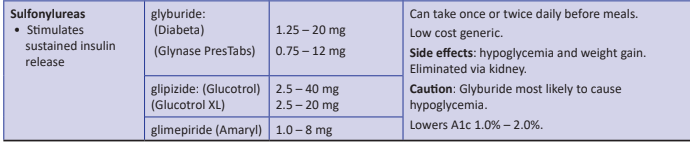 Sulfonylureas
• Stimulates
sustained insulin
release
glyburide:
(Diabeta)
(Glynase PresTabs)
1.25 – 20 mg
0.75 – 12 mg
glipizide: (Glucotrol)
(Glucotrol XL)
2.5 – 40 mg
2.5 – 20 mg
glimepiride (Amaryl)
1.0 – 8 mg
Can take once or twice daily before meals.
Low cost generic.
Side effects: hypoglycemia and weight gain.
Eliminated via kidney.
Caution: Glyburide most likely to cause
hypoglycemia.
Lowers A1c 1.0% – 2.0%.